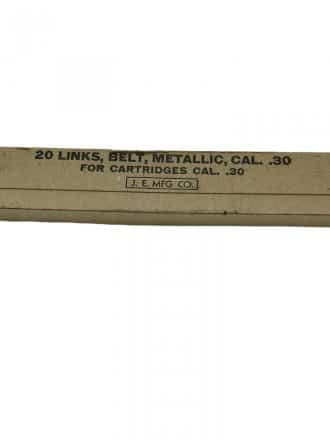 20 LINKS, BELT, METALLIC, CAL. .30
FOR CARTRIDGES CAL. .30
J. E. MFG CO.